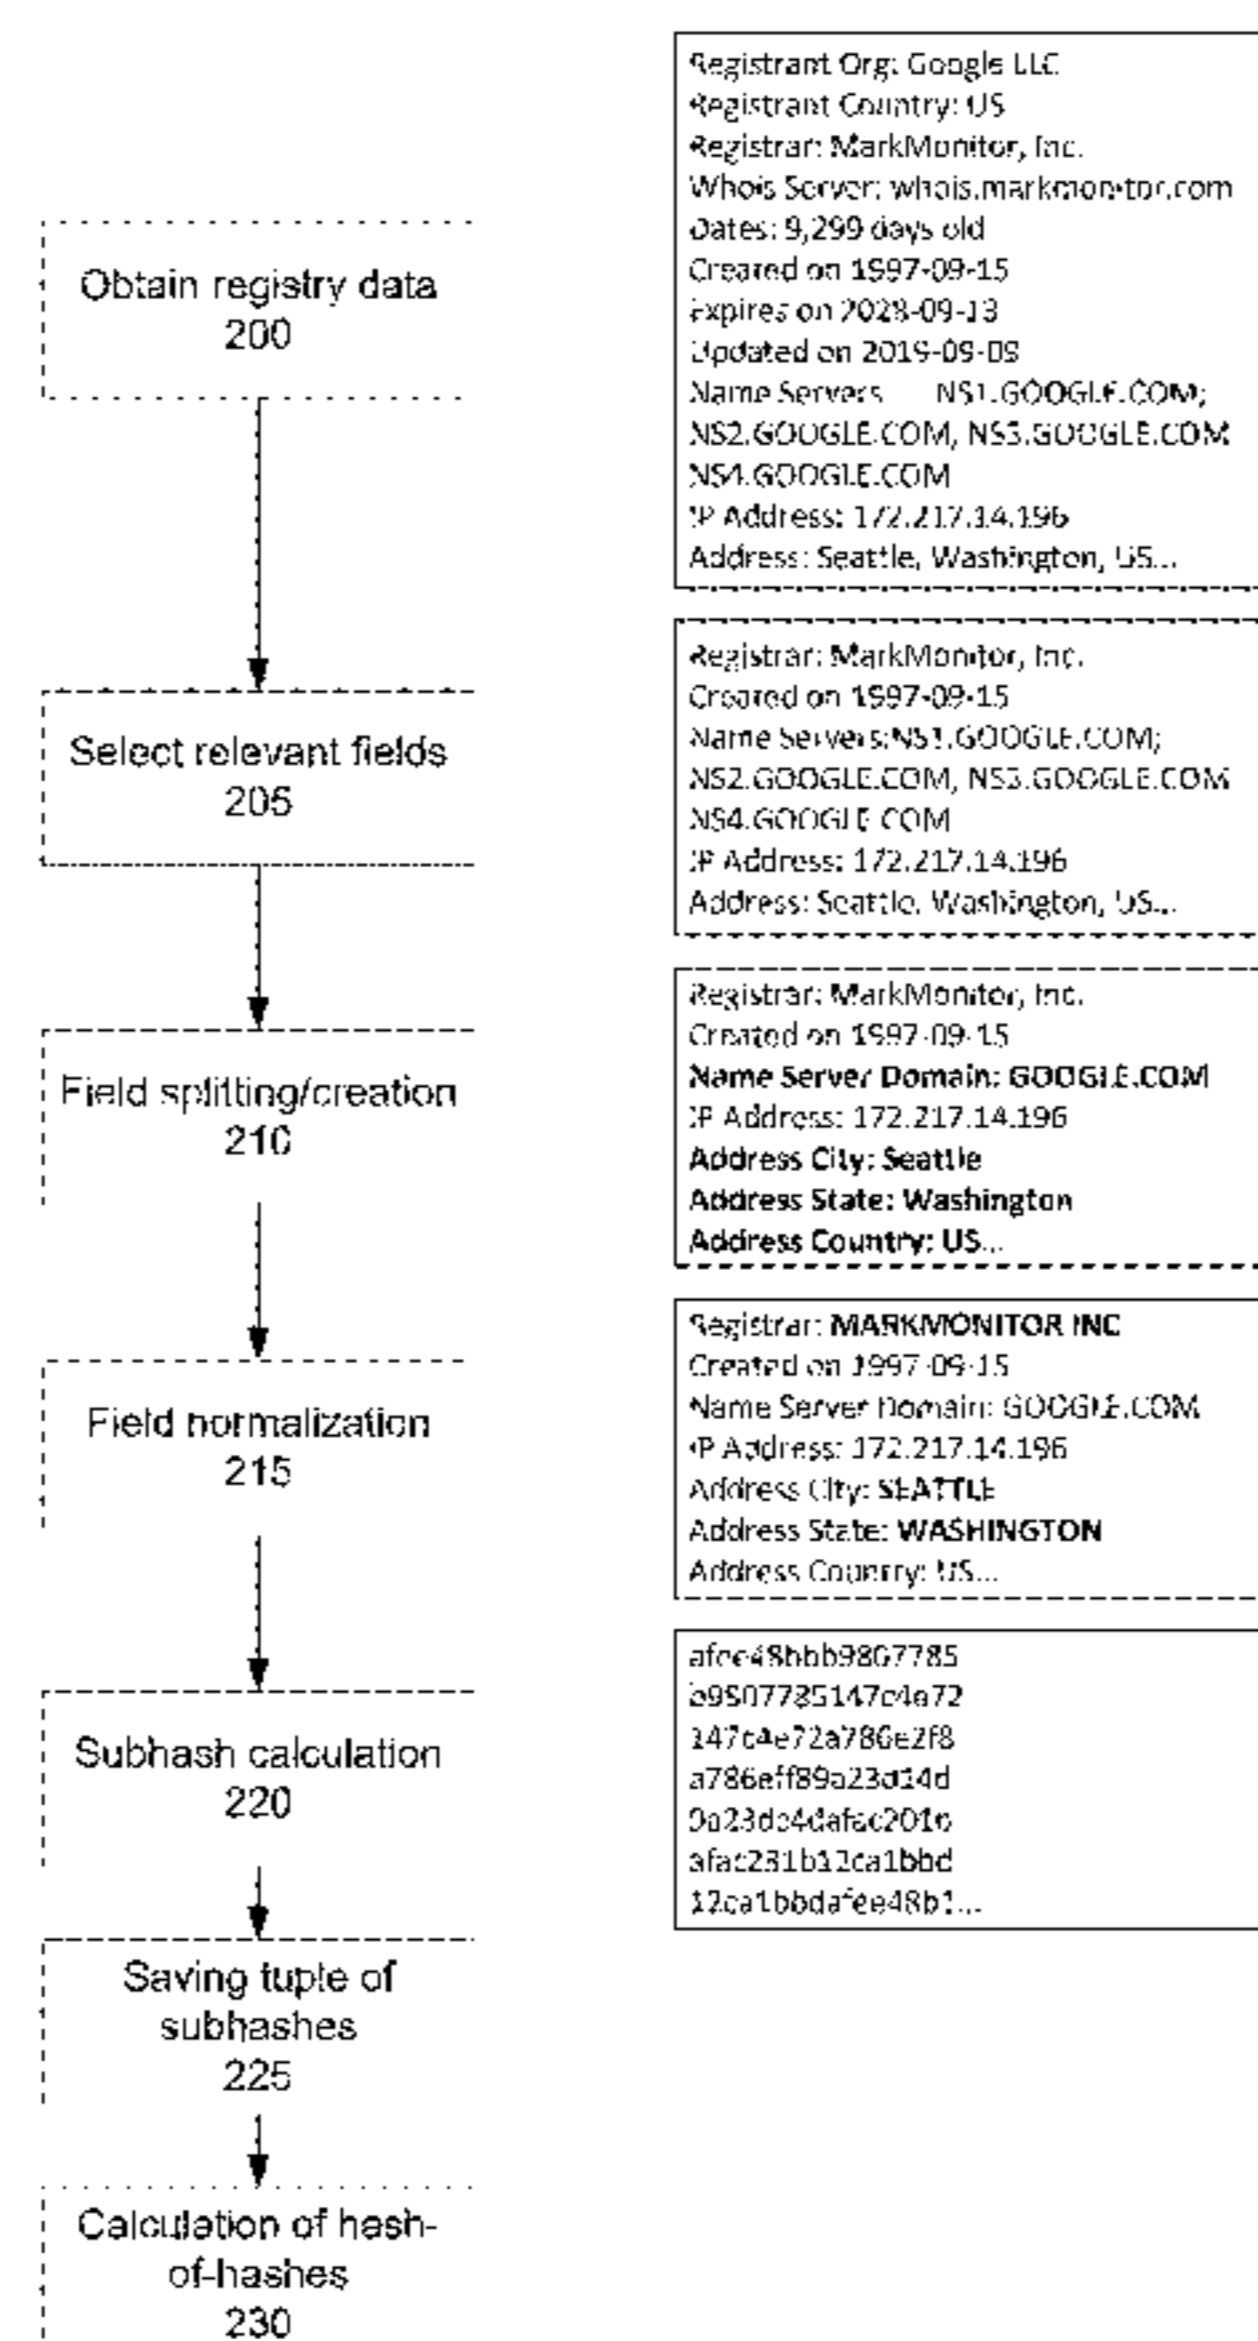 Obtain registry data
200
Select relevant fields
205
Field splitting/creation
210
Field normalization
215
Subhash calculation
220
Saving tuple of
subhashes
225
Calculation of hash-
of-hashes
230
Registrant Org: Google LLC
Registrant Country: US
Registrar: MarkMonitor, Inc.
Whois Server: whois.markmonitor.com
Dates: 9,299 days old
Created on 1997-09-15
Expires on 2028-09-13
Updated on 2019-09-09
Name Servers NS1.GOOGLE.COM;
NS2.GOOGLE.COM, NS3.GOOGLE.COM
NS4.GOOGLE.COM
IP Address: 172.217.14.196
Address: Seattle, Washington, US...
Registrar: MarkMonitor, Inc.
Created on 1997-09-15
Name Servers:NS1.GOOGLE.COM;
NS2.GOOGLE.COM, NS3.GOOGLE.COM
NS4.GOOGLE.COM
IP Address: 172.217.14.196
Address: Seattle, Washington, US...
Registrar: MarkMonitor, Inc.
Created on 1997-09-15
Name Server Domain: GOOGLE.COM
IP Address: 172.217.14.196
Address City: Seattle
Address State: Washington
Address Country: US...
Registrar: MARKMONITOR INC
Created on 1997-09-15
Name Server Domain: GOOGLE.COM
IP Address: 172.217.14.196
Address City: SEATTLE
Address State: WASHINGTON
Address Country: US...
b9807785147c4e72
147c4e72a786e2f8
a786eff89a23d14d
12ca1bbdafee48b1...